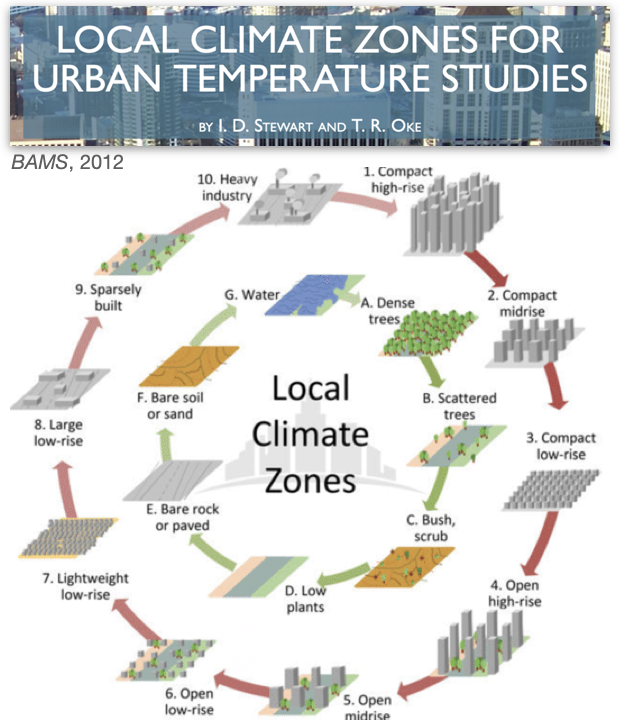 LOCAL CLIMATE ZONES FOR
URBAN TEMPERATURE STUDIES
BY I. D. STEWART AND T. R. OKE
BAMS, 2012
10. Heavy
industry
1. Compact
high-rise
2. Compact
midrise
3. Compact
low-rise
4. Open
high-rise
5. Open
midrise
6. Open
low-rise
7. Lightweight
low-rise
8. Large
low-rise
9. Sparsely
built
G. Water
A. Dense
trees
B. Scattered
trees
C. Bush,
scrub
D. Low
plants
E. Bare rock
or paved
F. Bare soil
or sand
Local
Climate
Zones